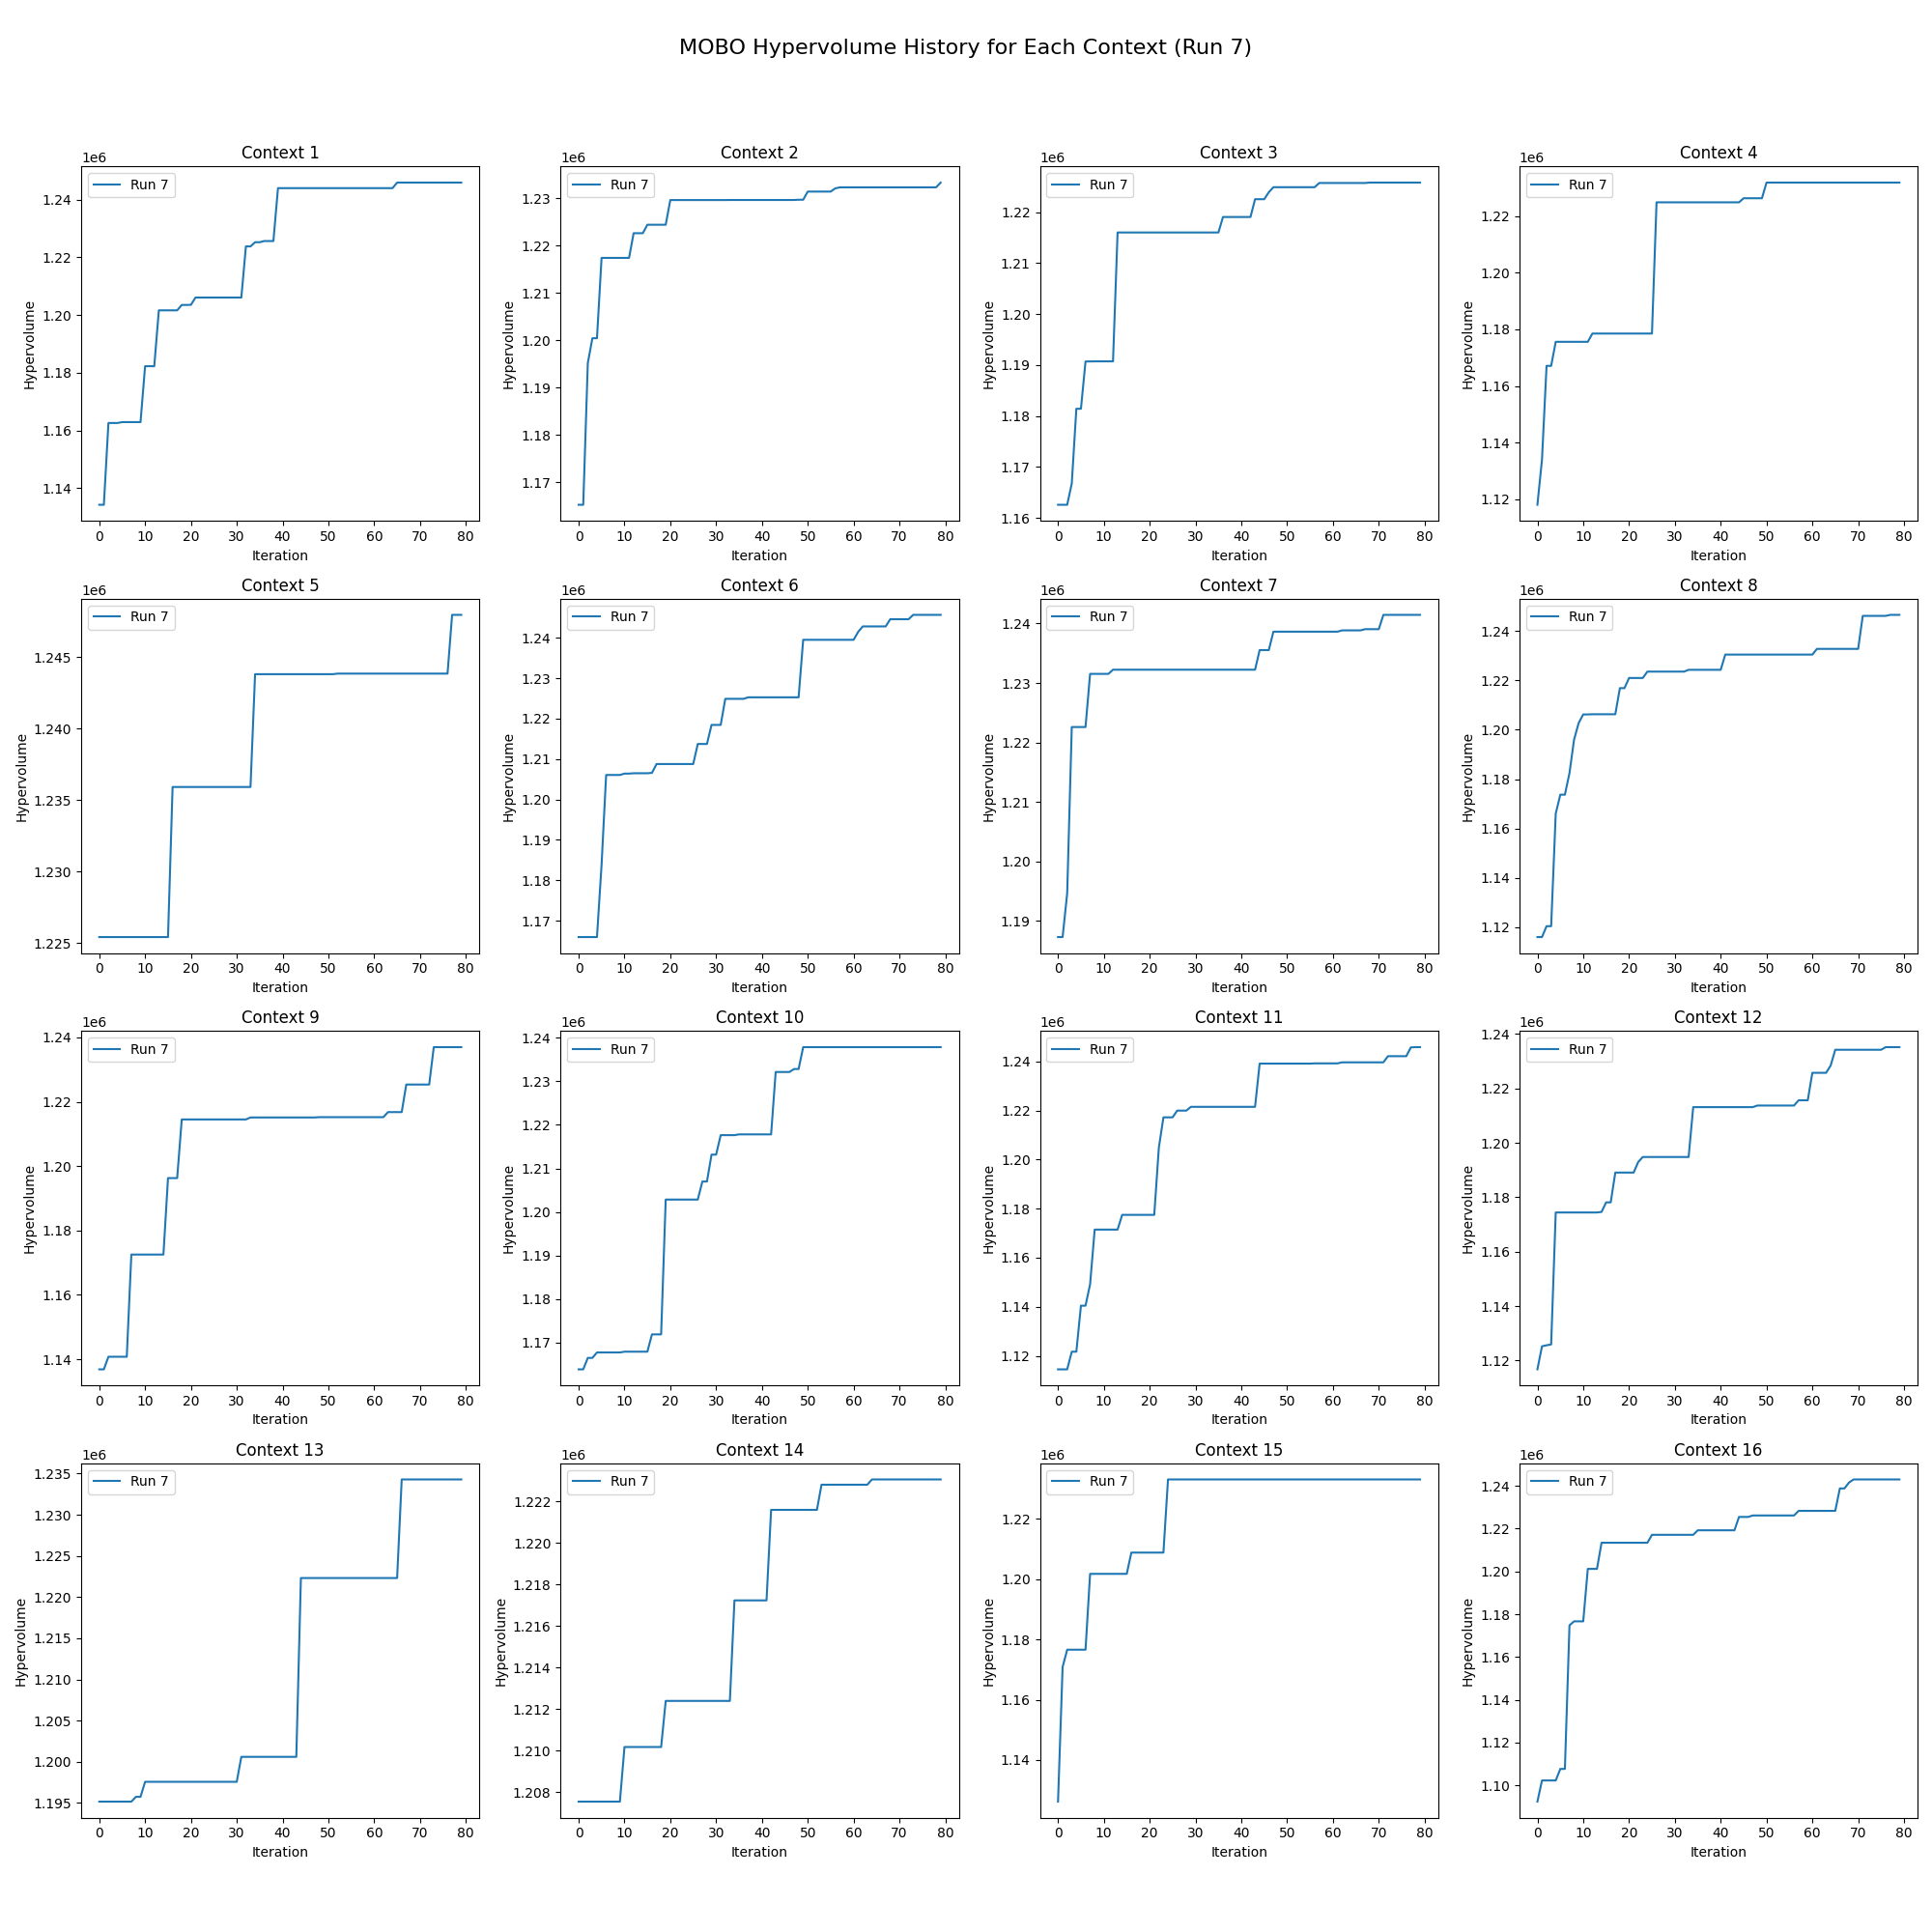 MOBO Hypervolume History for Each Context (Run 7)
Context 1
1e6
Run 7
1.24
1.22
1.20
1.18
1.16
1.14
Hypervolume
0 10 20 30 40 50 60 70 80
Iteration
Context 2
1e6
Run 7
1.23
1.22
1.21
1.20
1.19
1.18
1.17
Hypervolume
0 10 20 30 40 50 60 70 80
Iteration
Context 3
1e6
Run 7
1.22
1.21
1.20
1.19
1.18
1.17
1.16
Hypervolume
0 10 20 30 40 50 60 70 80
Iteration
Context 4
1e6
Run 7
1.22
1.20
1.18
1.16
1.14
1.12
Hypervolume
0 10 20 30 40 50 60 70 80
Iteration
Context 5
1e6
Run 7
1.245
1.240
1.235
1.230
1.225
Hypervolume
0 10 20 30 40 50 60 70 80
Iteration
Context 6
1e6
Run 7
1.24
1.23
1.22
1.21
1.20
1.19
1.18
1.17
Hypervolume
0 10 20 30 40 50 60 70 80
Iteration
Context 7
1e6
Run 7
1.24
1.23
1.22
1.21
1.20
1.19
Hypervolume
0 10 20 30 40 50 60 70 80
Iteration
Context 8
1e6
Run 7
1.24
1.22
1.20
1.18
1.16
1.14
1.12
Hypervolume
0 10 20 30 40 50 60 70 80
Iteration
Context 9
1e6
Run 7
1.24
1.22
1.20
1.18
1.16
1.14
Hypervolume
0 10 20 30 40 50 60 70 80
Iteration
Context 10
1e6
Run 7
1.24
1.23
1.22
1.21
1.20
1.19
1.18
1.17
Hypervolume
0 10 20 30 40 50 60 70 80
Iteration
Context 11
1e6
Run 7
1.24
1.22
1.20
1.18
1.16
1.14
1.12
Hypervolume
0 10 20 30 40 50 60 70 80
Iteration
Context 12
1e6
Run 7
1.24
1.22
1.20
1.18
1.16
1.14
1.12
Hypervolume
0 10 20 30 40 50 60 70 80
Iteration
Context 13
1e6
Run 7
1.235
1.230
1.225
1.220
1.215
1.210
1.205
1.200
1.195
Hypervolume
0 10 20 30 40 50 60 70 80
Iteration
Context 14
1e6
Run 7
1.222
1.220
1.218
1.216
1.214
1.212
1.210
1.208
Hypervolume
0 10 20 30 40 50 60 70 80
Iteration
Context 15
1e6
Run 7
1.22
1.20
1.18
1.16
1.14
Hypervolume
0 10 20 30 40 50 60 70 80
Iteration
Context 16
1e6
Run 7
1.24
1.22
1.20
1.18
1.16
1.14
1.12
1.10
Hypervolume
0 10 20 30 40 50 60 70 80
Iteration